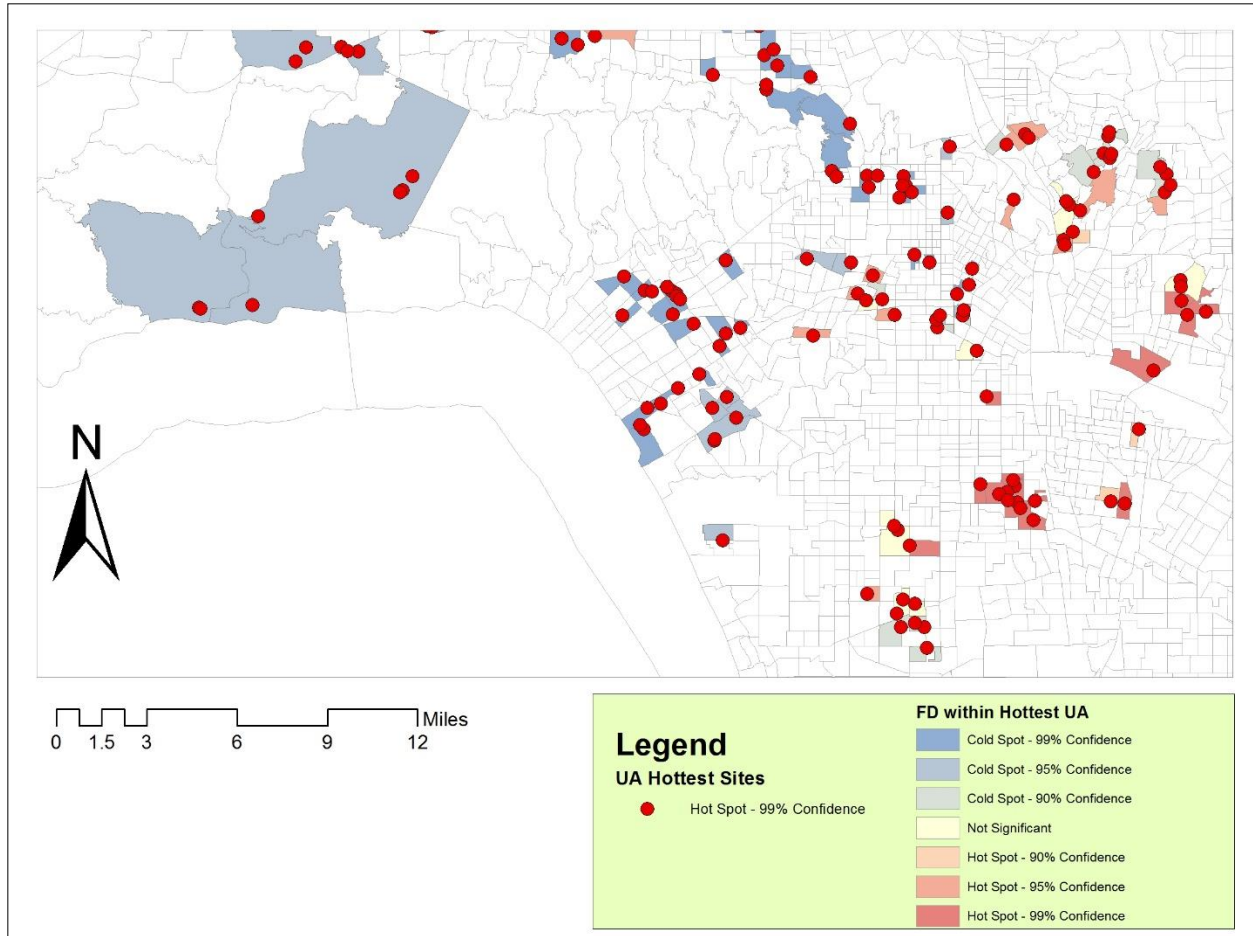 N
Miles
0 1.5 3 6 9 12
Legend
UA Hottest Sites
Hot Spot - 99% Confidence
FD within Hottest UA
Cold Spot - 99% Confidence
Cold Spot - 95% Confidence
Cold Spot - 90% Confidence
Not Significant
Hot Spot - 90% Confidence
Hot Spot - 95% Confidence
Hot Spot - 99% Confidence